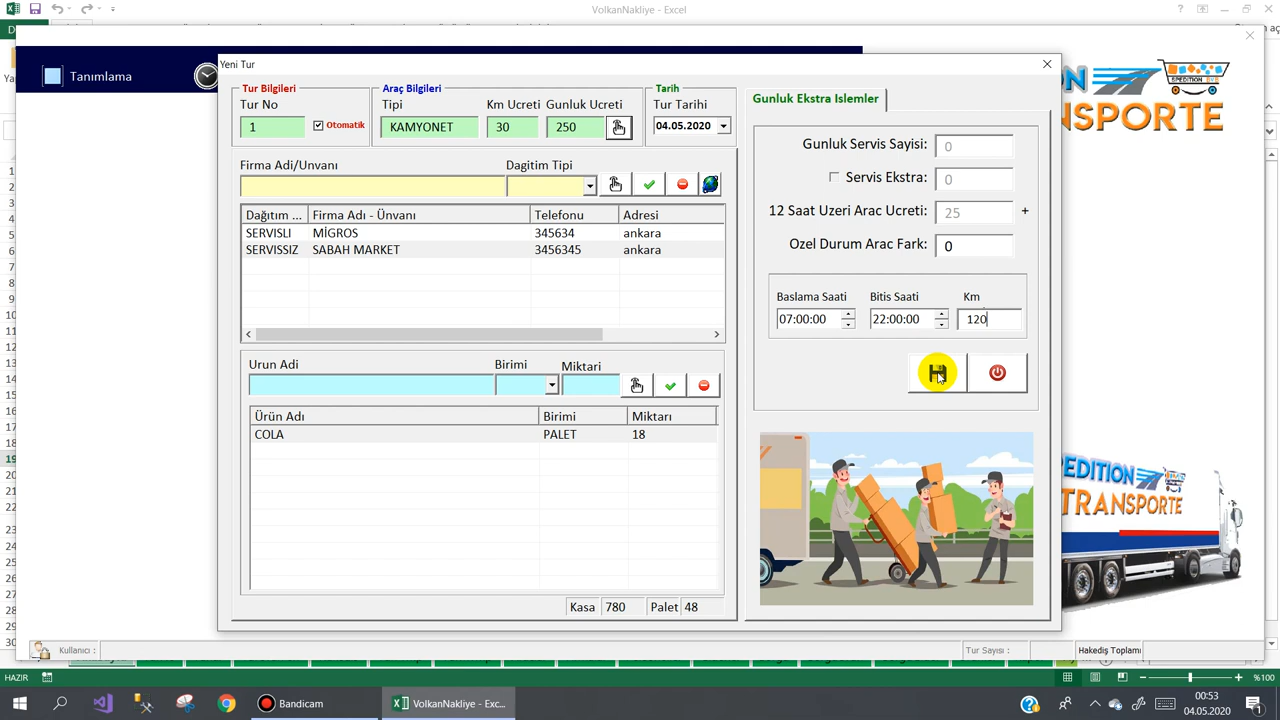 VolkanNakliye - Excel
Tanımlama
Yeni Tur
Tur Bilgileri
Tur No
1
Otomatik
Araç Bilgileri
Tipi
Km Ucreti
Gunluk Ucreti
KAMYONET
30
250
Tarih
Tur Tarihi
04.05.2020
Firma Adi/Unvani
Dagitim Tipi
Dağıtım ...
Firma Adı - Ünvanı
Telefonu
Adresi
SERVISLI
MİGROS
345634
ankara
SERVISSIZ
SABAH MARKET
3456345
ankara
Urun Adi
Birimi
Miktari
Ürün Adı
Birimi
Miktarı
COLA
PALET
18
Kasa
780
Palet
48
Gunluk Ekstra Islemler
Gunluk Servis Sayisi:
0
Servis Ekstra:
0
12 Saat Uzeri Arac Ucreti:
25
+
Ozel Durum Arac Fark:
0
Baslama Saati
Bitis Saati
Km
07:00:00
22:00:00
120
SPEDITION DVB
TRANSPORTE
PEDITION
TRANSPORTE
Kullanıcı :
Tur Sayısı :
Hakediş Toplamı
HAZIR
%100
Bandicam
VolkanNakliye - Exc...
00:53
04.05.2020